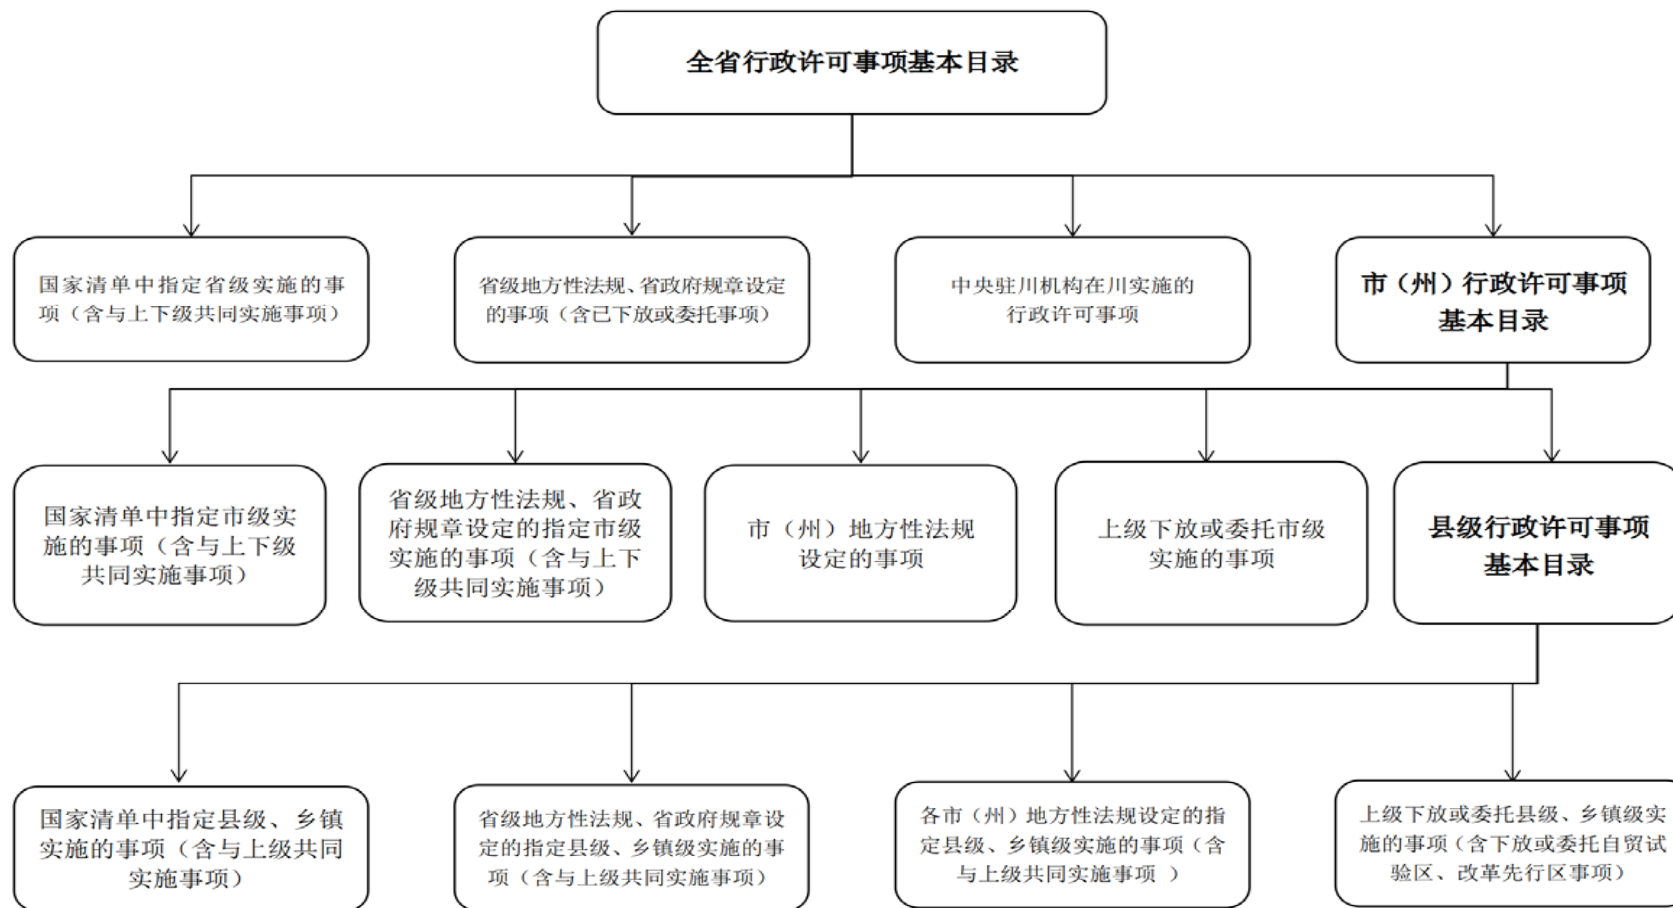 全省行政许可事项基本目录
国家清单中指定省级实施的事
项（含与上下级共同实施事项）
省级地方性法规、省政府规章设定
的事项（含已下放或委托事项）
中央驻川机构在川实施的
行政许可事项
市（州）行政许可事项
基本目录
国家清单中指定市级实
施的事项（含与上下级
共同实施事项）
省级地方性法规、省政
府规章设定的指定市级
实施的事项（含与上下
级共同实施事项）
市（州）地方性法规
设定的事项
上级下放或委托市级
实施的事项
县级行政许可事项
基本目录
国家清单中指定县级、乡镇
实施的事项（含与上级共同
实施事项）
省级地方性法规、省政府规章设
定的指定县级、乡镇级实施的事
项（含与上级共同实施事项）
各市（州）地方性法规设定的指
定县级、乡镇级实施的事项（含
与上级共同实施事项 ）
上级下放或委托县级、乡镇级实
施的事项（含下放或委托自贸试
验区、改革先行区事项）